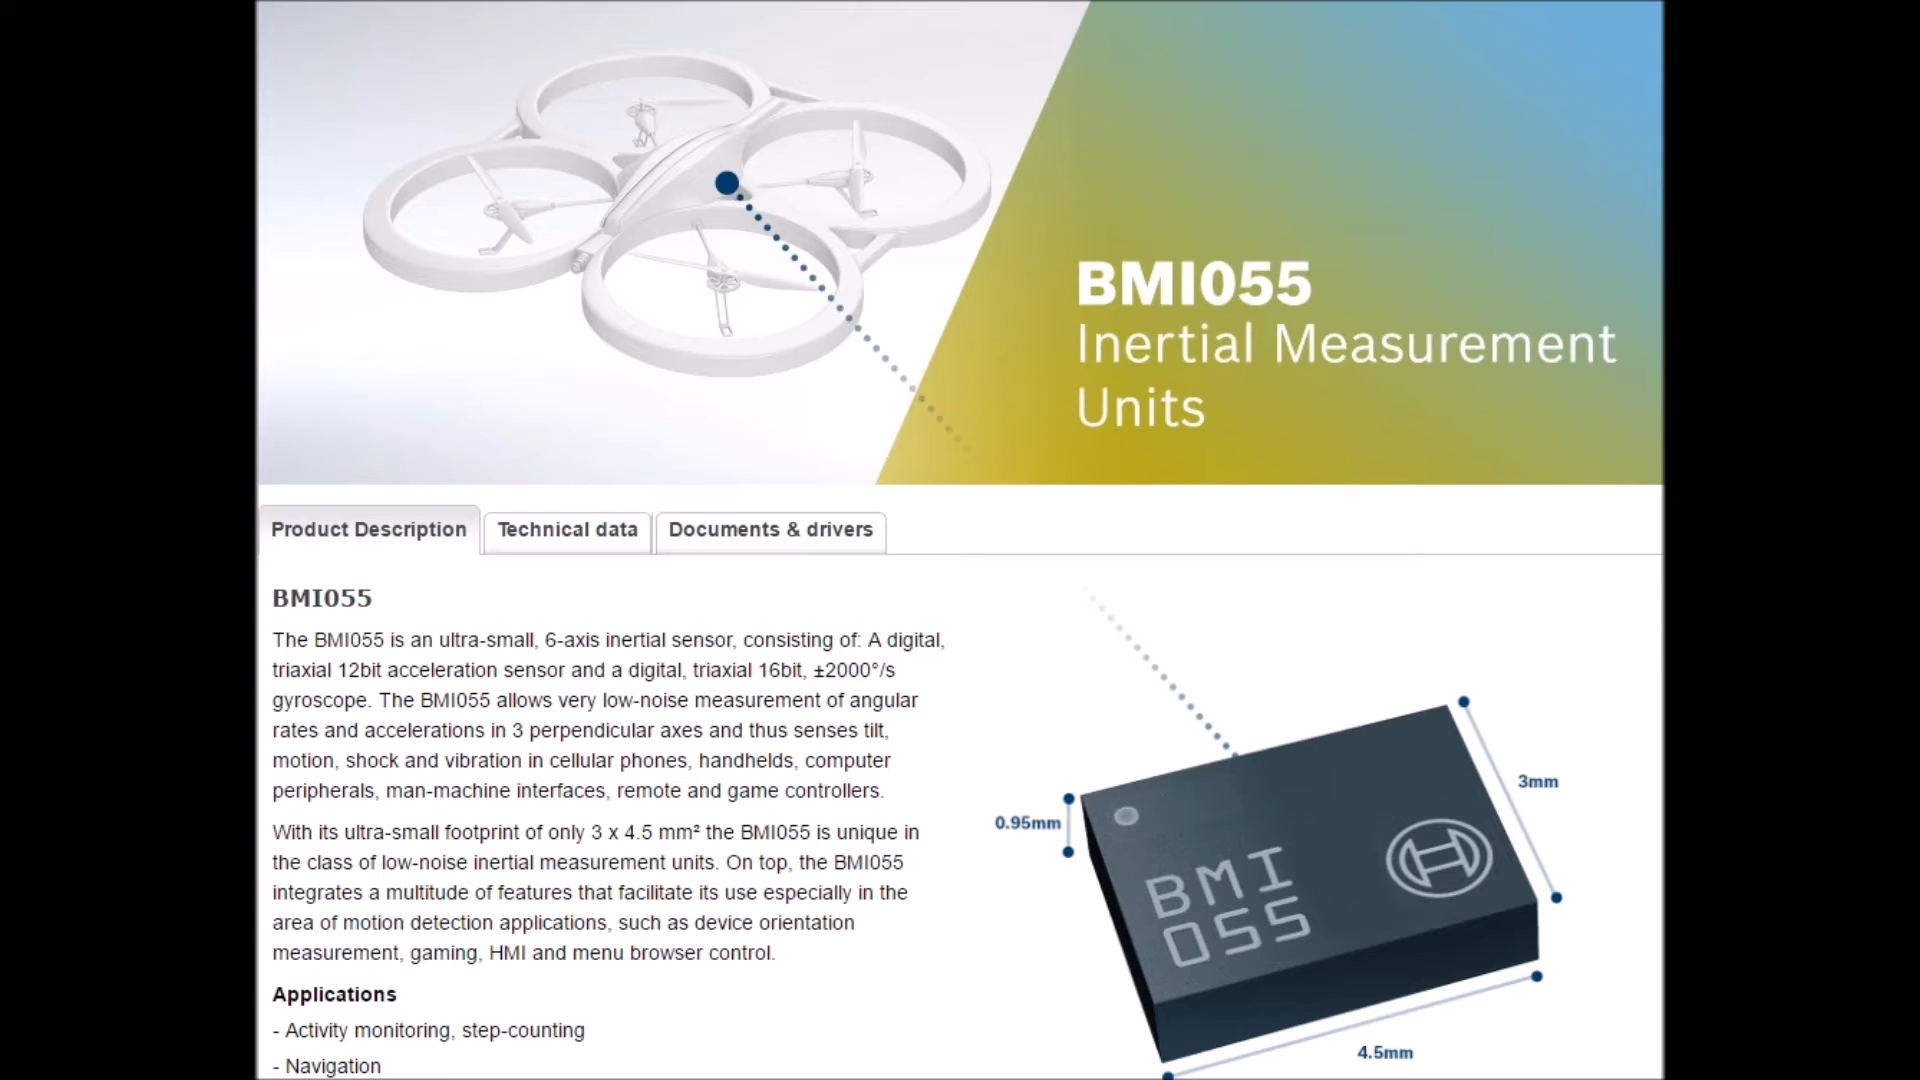 BMI055
Inertial Measurement
Units
Product Description
Technical data
Documents & drivers
BMI055
The BMI055 is an ultra-small, 6-axis inertial sensor, consisting of: A digital,
triaxial 12bit acceleration sensor and a digital, triaxial 16bit, ±2000°/s
gyroscope. The BMI055 allows very low-noise measurement of angular
rates and accelerations in 3 perpendicular axes and thus senses tilt,
motion, shock and vibration in cellular phones, handhelds, computer
peripherals, man-machine interfaces, remote and game controllers.
With its ultra-small footprint of only 3 x 4.5 mm² the BMI055 is unique in
the class of low-noise inertial measurement units. On top, the BMI055
integrates a multitude of features that facilitate its use especially in the
area of motion detection applications, such as device orientation
measurement, gaming, HMI and menu browser control.
Applications
- Activity monitoring, step-counting
- Navigation
3mm
0.95mm
BMI
055
4.5mm